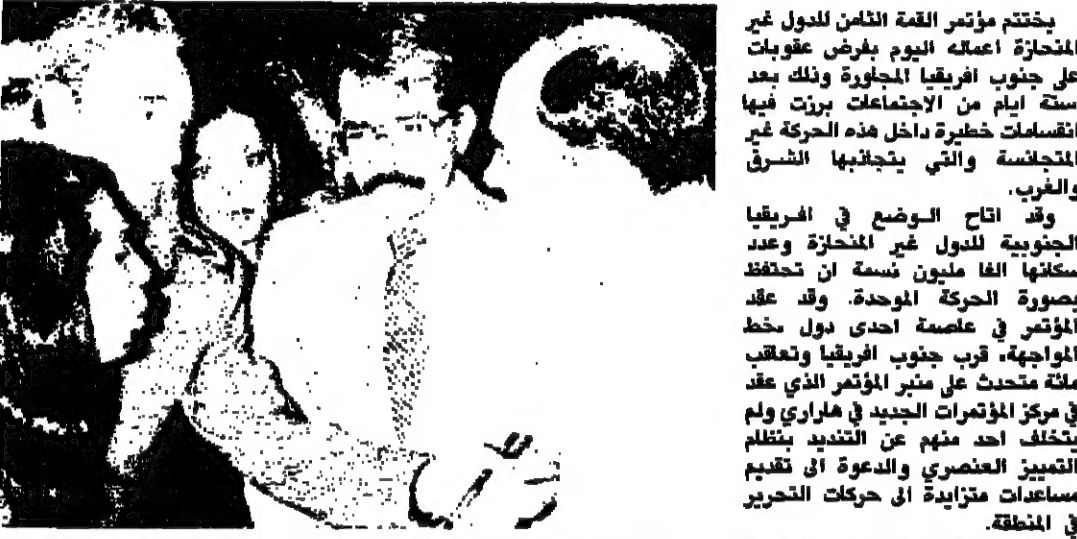 يختتم مؤتمر القمة الثامن للدول غير
المنحازة اعماله اليوم بفرض عقوبات
على جنوب افريقيا المجاورة وذلك بعد
ستة ايام من الإجتماعات برزت فيها
انقسامات خطيرة داخل هذه الحركة غير
المتجانسة والتي يتجاذبها الشرق
والغرب.
وقد اتاح الوضع في افريقيا
الجنوبية للدول غير المنحازة وعدد
سكانها الفا مليون نسمة ان تحتفظ
بصورة الحركة الموحدة. وقد عقد
المؤتمر في عاصمة احدى دول «خط
المواجهة» قرب جنوب افريقيا وتعاقب
مائة متحدث على منبر المؤتمر الذي عقد
في مركز المؤتمرات الجديد في هاراري ولم
يتخلف احد منهم عن التنديد بنظام
التمييز العنصري والدعوة الى تقديم
مساعدات متزايدة الى حركات التحرير
في المنطقة.